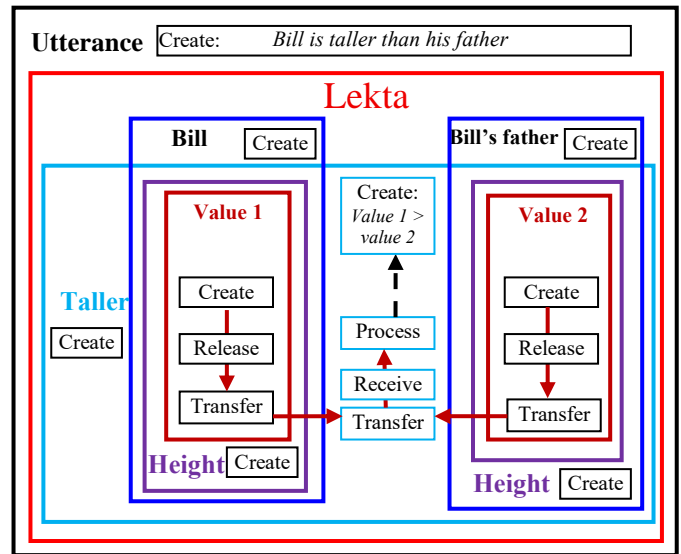 Utterance
Create: Bill is taller than his father
Lekta
Bill
Create
Bill's father
Create
Taller
Create
Value 1
Create
Release
Transfer
Height
Create
Create:
Value 1 >
value 2
Process
Receive
Transfer
Value 2
Create
Release
Transfer
Height
Create